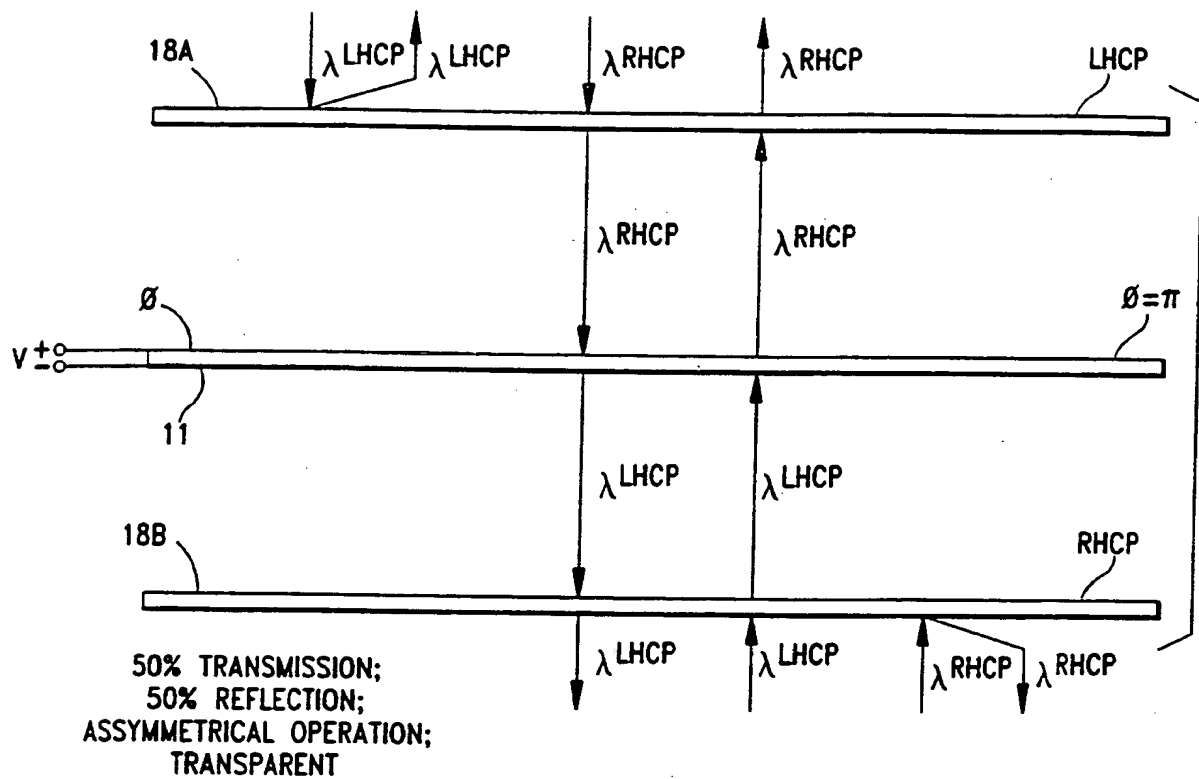 18A
λLHCP
λLHCP
λRHCP
λRHCP
LHCP
λRHCP
λRHCP
Ø
Ø=π
V + -
11
λLHCP
λLHCP
18B
RHCP
λLHCP
λLHCP
λRHCP
λRHCP
50% TRANSMISSION;
50% REFLECTION;
ASSYMMETRICAL OPERATION;
TRANSPARENT